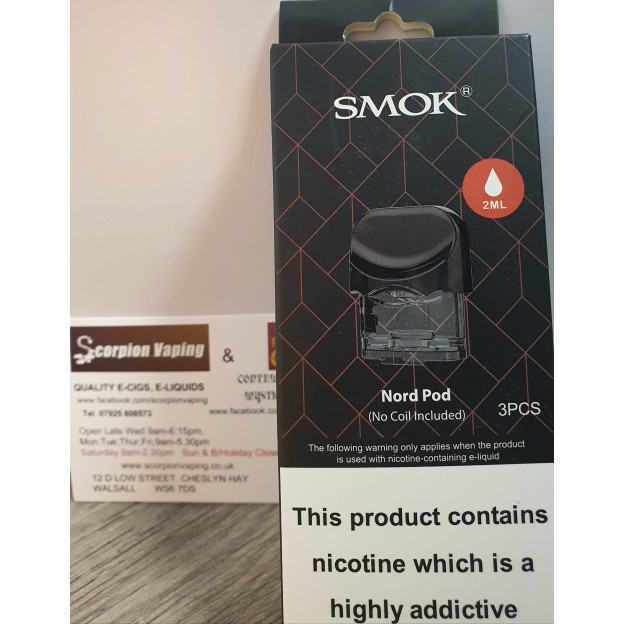 SMOK®
2ML
Nord Pod
(No Coil Included)
3PCS
The following warning only applies when the product
is used with nicotine-containing e-liquid
This product contains
nicotine which is a
highly addictive
Scorpion Vaping
&
QUALITY E-CIGS, E-LIQUIDS
www.facebook.com/scorpionvaping
www.facebook.co
Tel. 07925 808573
Open Late Wed 9am-6.15pm,
Mon,Tue,Thur,Fri,9am-5.30pm
Saturday 9am-2.30pm Sun & B/Holiday Close
www.scorpionvaping.co.uk
12 D LOW STREET, CHESLYN HAY
WALSALL WS6 7DS